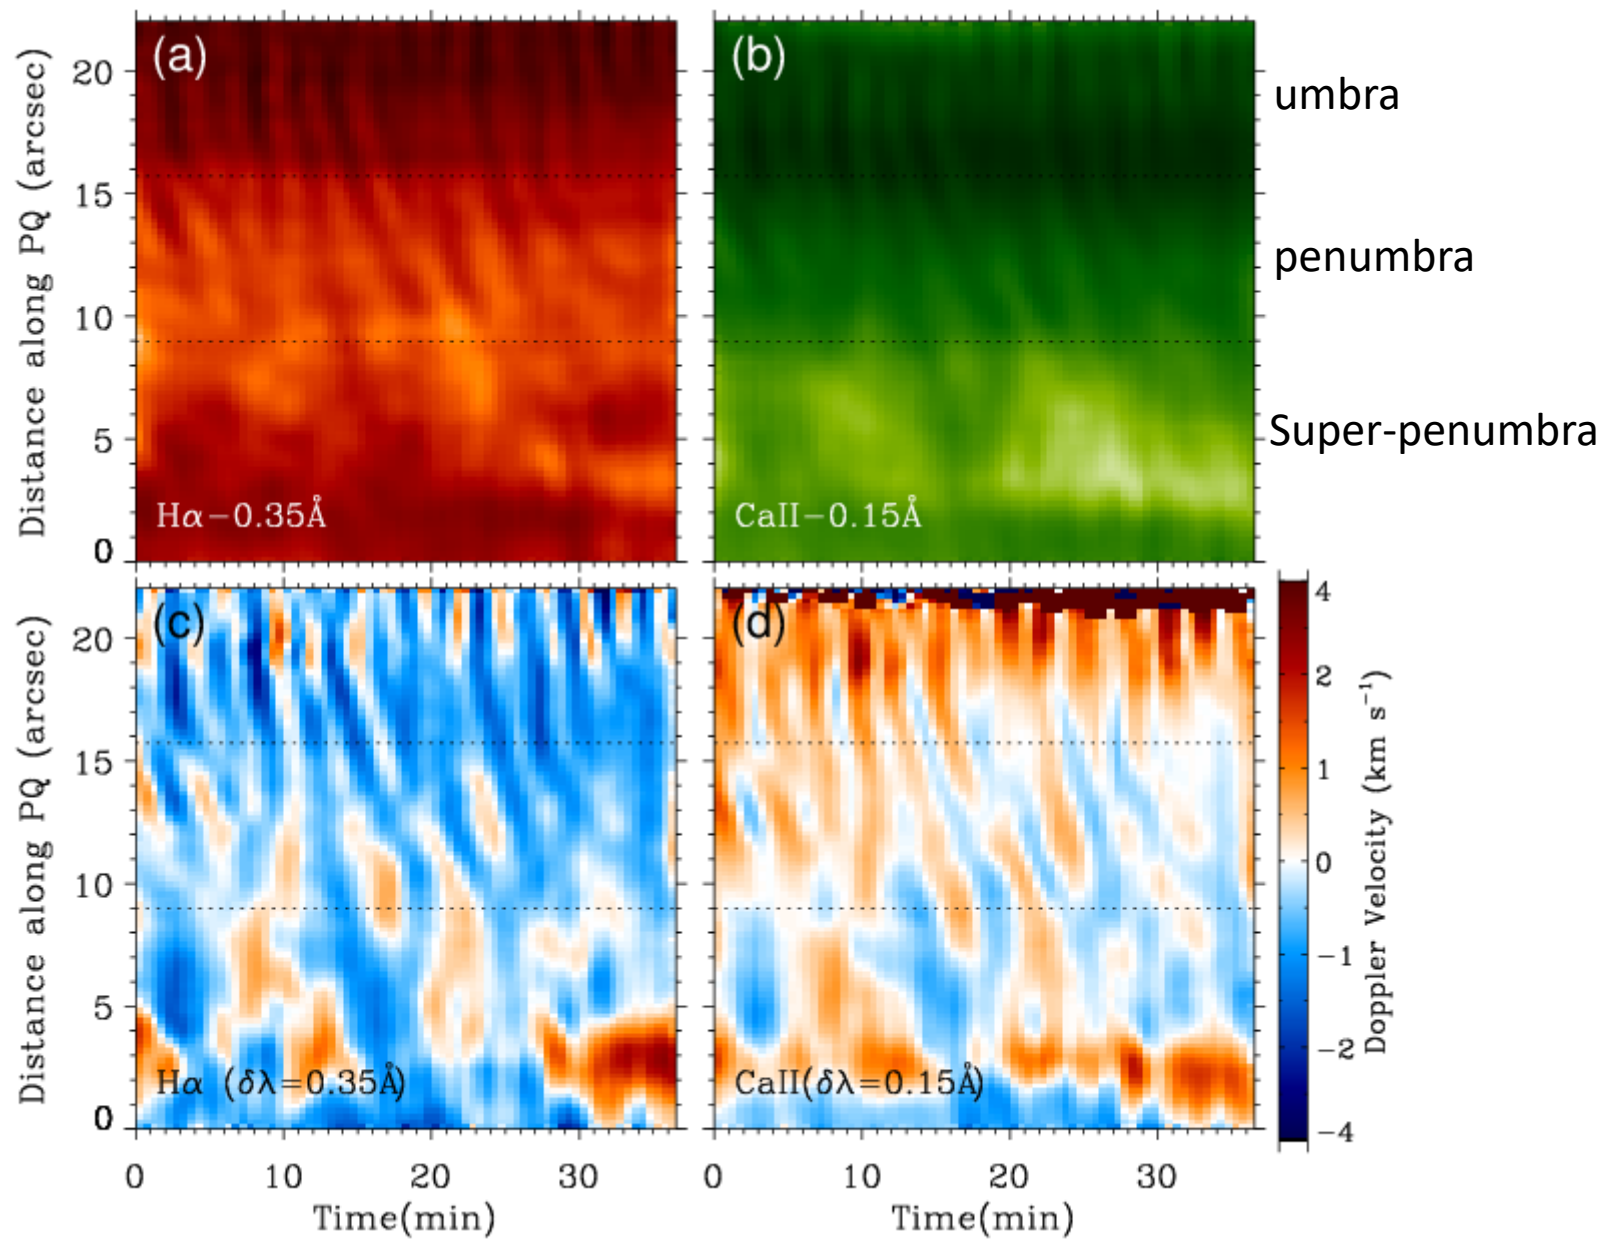 (a)
(b)
20
15
10
5
0
Distance along PQ (arcsec)
Hα−0.35Å
CaII−0.15Å
umbra
penumbra
Super-penumbra
(c)
(d)
20
15
10
5
0
Distance along PQ (arcsec)
Hα (δλ=0.35Å)
CaII(δλ=0.15Å)
4
2
1
0
−1
−2
−4
Doppler Velocity (km s⁻¹)
0 10 20 30
0 10 20 30
Time(min)
Time(min)